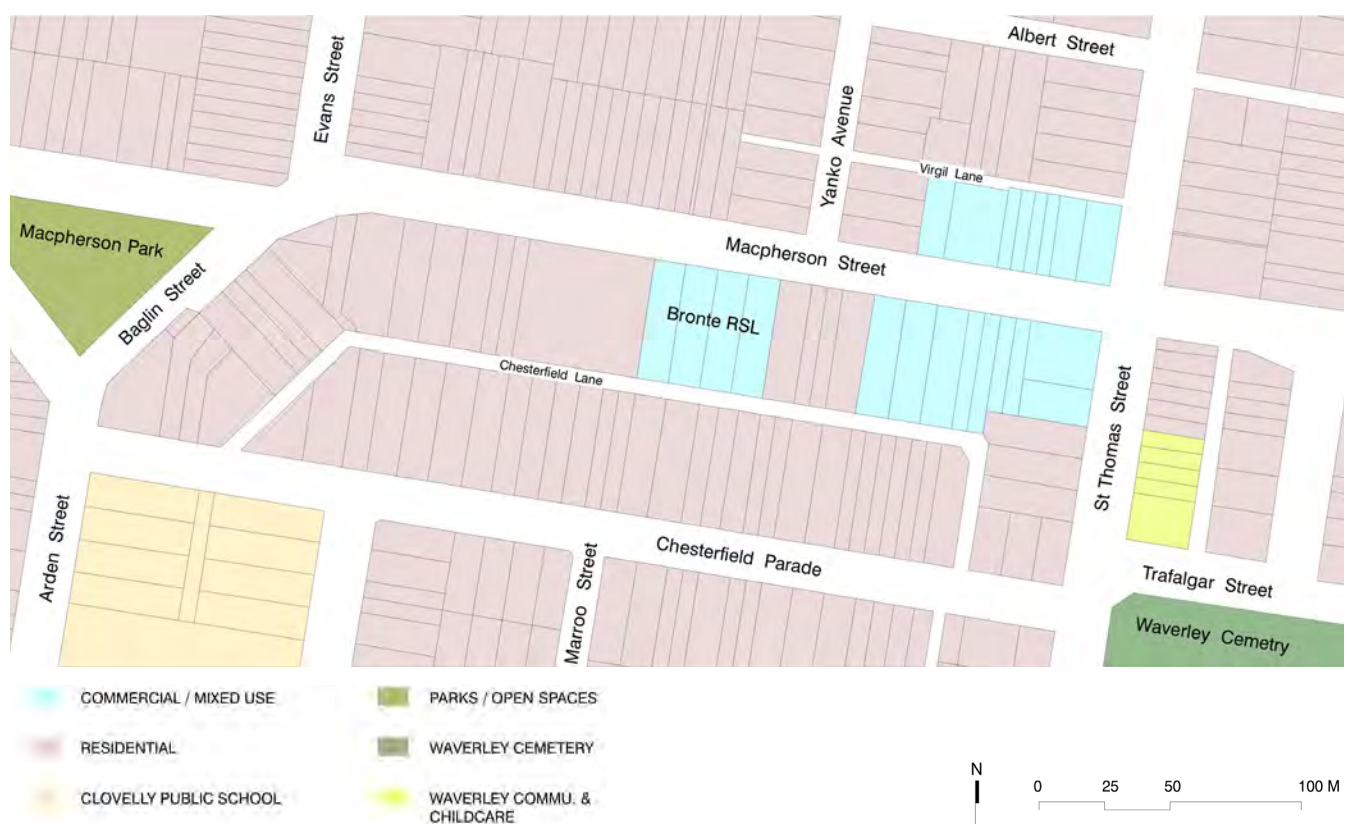 Albert Street
Evans Street
Yanko Avenue
Virgil Lane
Macpherson Park
Macpherson Street
Baglin Street
Bronte RSL
Chesterfield Lane
St Thomas Street
Arden Street
Chesterfield Parade
Marroo Street
Trafalgar Street
Waverley Cemetry
COMMERCIAL / MIXED USE
RESIDENTIAL
CLOVELLY PUBLIC SCHOOL
PARKS / OPEN SPACES
WAVERLEY CEMETERY
WAVERLEY COMMU. &
CHILDCARE
N
0 25 50 100 M